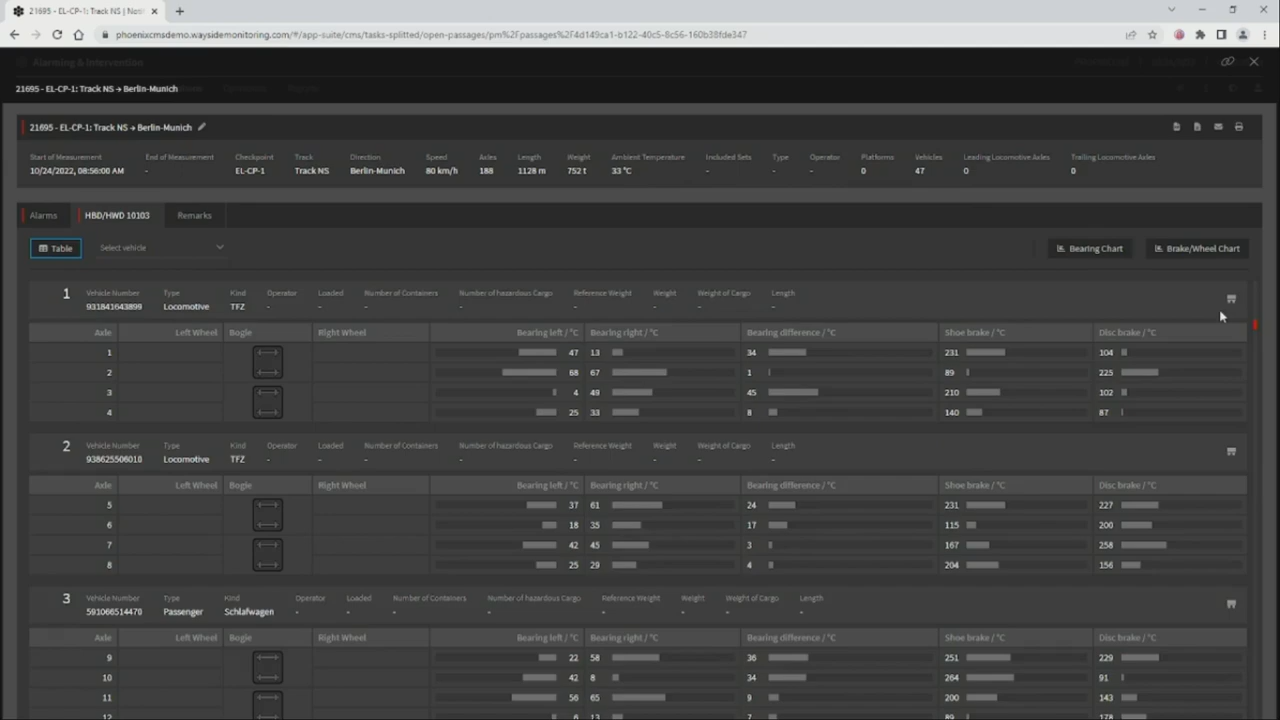 21695 - EL-CP-1: Track NS | Noti
phoenixcmsdemo.waysidemonitoring.com/#/app-suite/cms/tasks-splitted/open-passages/pm%2Fpassages%2F4d149ca1-b122-40c5-8c56-160b38fde347
Alarming & Intervention
21695 - EL-CP-1: Track NS → Berlin-Munich
21695 - EL-CP-1: Track NS → Berlin-Munich
Start of Measurement End of Measurement Checkpoint Track Direction Speed Axles Length Weight Ambient Temperature Included Sets Type Operator Platforms Vehicles Leading Locomotive Axles Trailing Locomotive Axles
10/24/2022, 08:56:00 AM - EL-CP-1 Track NS Berlin-Munich 80 km/h 188 1128 m 752 t 33 °C - - - 0 47 0 0
Alarms HBD/HWD 10103 Remarks
Table Select vehicle Bearing Chart Brake/Wheel Chart
1 Vehicle Number Type Kind Operator Loaded Number of Containers Number of hazardous Cargo Reference Weight Weight Weight of Cargo Length
931841643899 Locomotive TFZ - - - - - - - -
Axle Left Wheel Bogie Right Wheel Bearing left / °C Bearing right / °C Bearing difference / °C Shoe brake / °C Disc brake / °C
1 47 13 34 231 104
2 68 67 1 89 225
3 4 49 45 210 102
4 25 33 8 140 87
2 Vehicle Number Type Kind Operator Loaded Number of Containers Number of hazardous Cargo Reference Weight Weight Weight of Cargo Length
938625506010 Locomotive TFZ - - - - - - - -
Axle Left Wheel Bogie Right Wheel Bearing left / °C Bearing right / °C Bearing difference / °C Shoe brake / °C Disc brake / °C
5 37 61 24 231 227
6 18 35 17 115 200
7 42 45 3 167 258
8 25 29 4 204 156
3 Vehicle Number Type Kind Operator Loaded Number of Containers Number of hazardous Cargo Reference Weight Weight Weight of Cargo Length
591066514470 Passenger Schlafwagen - - - - - - - -
Axle Left Wheel Bogie Right Wheel Bearing left / °C Bearing right / °C Bearing difference / °C Shoe brake / °C Disc brake / °C
9 22 58 36 251 229
10 42 8 34 264 91
11 56 65 9 200 143
12 6 13 7 89 178